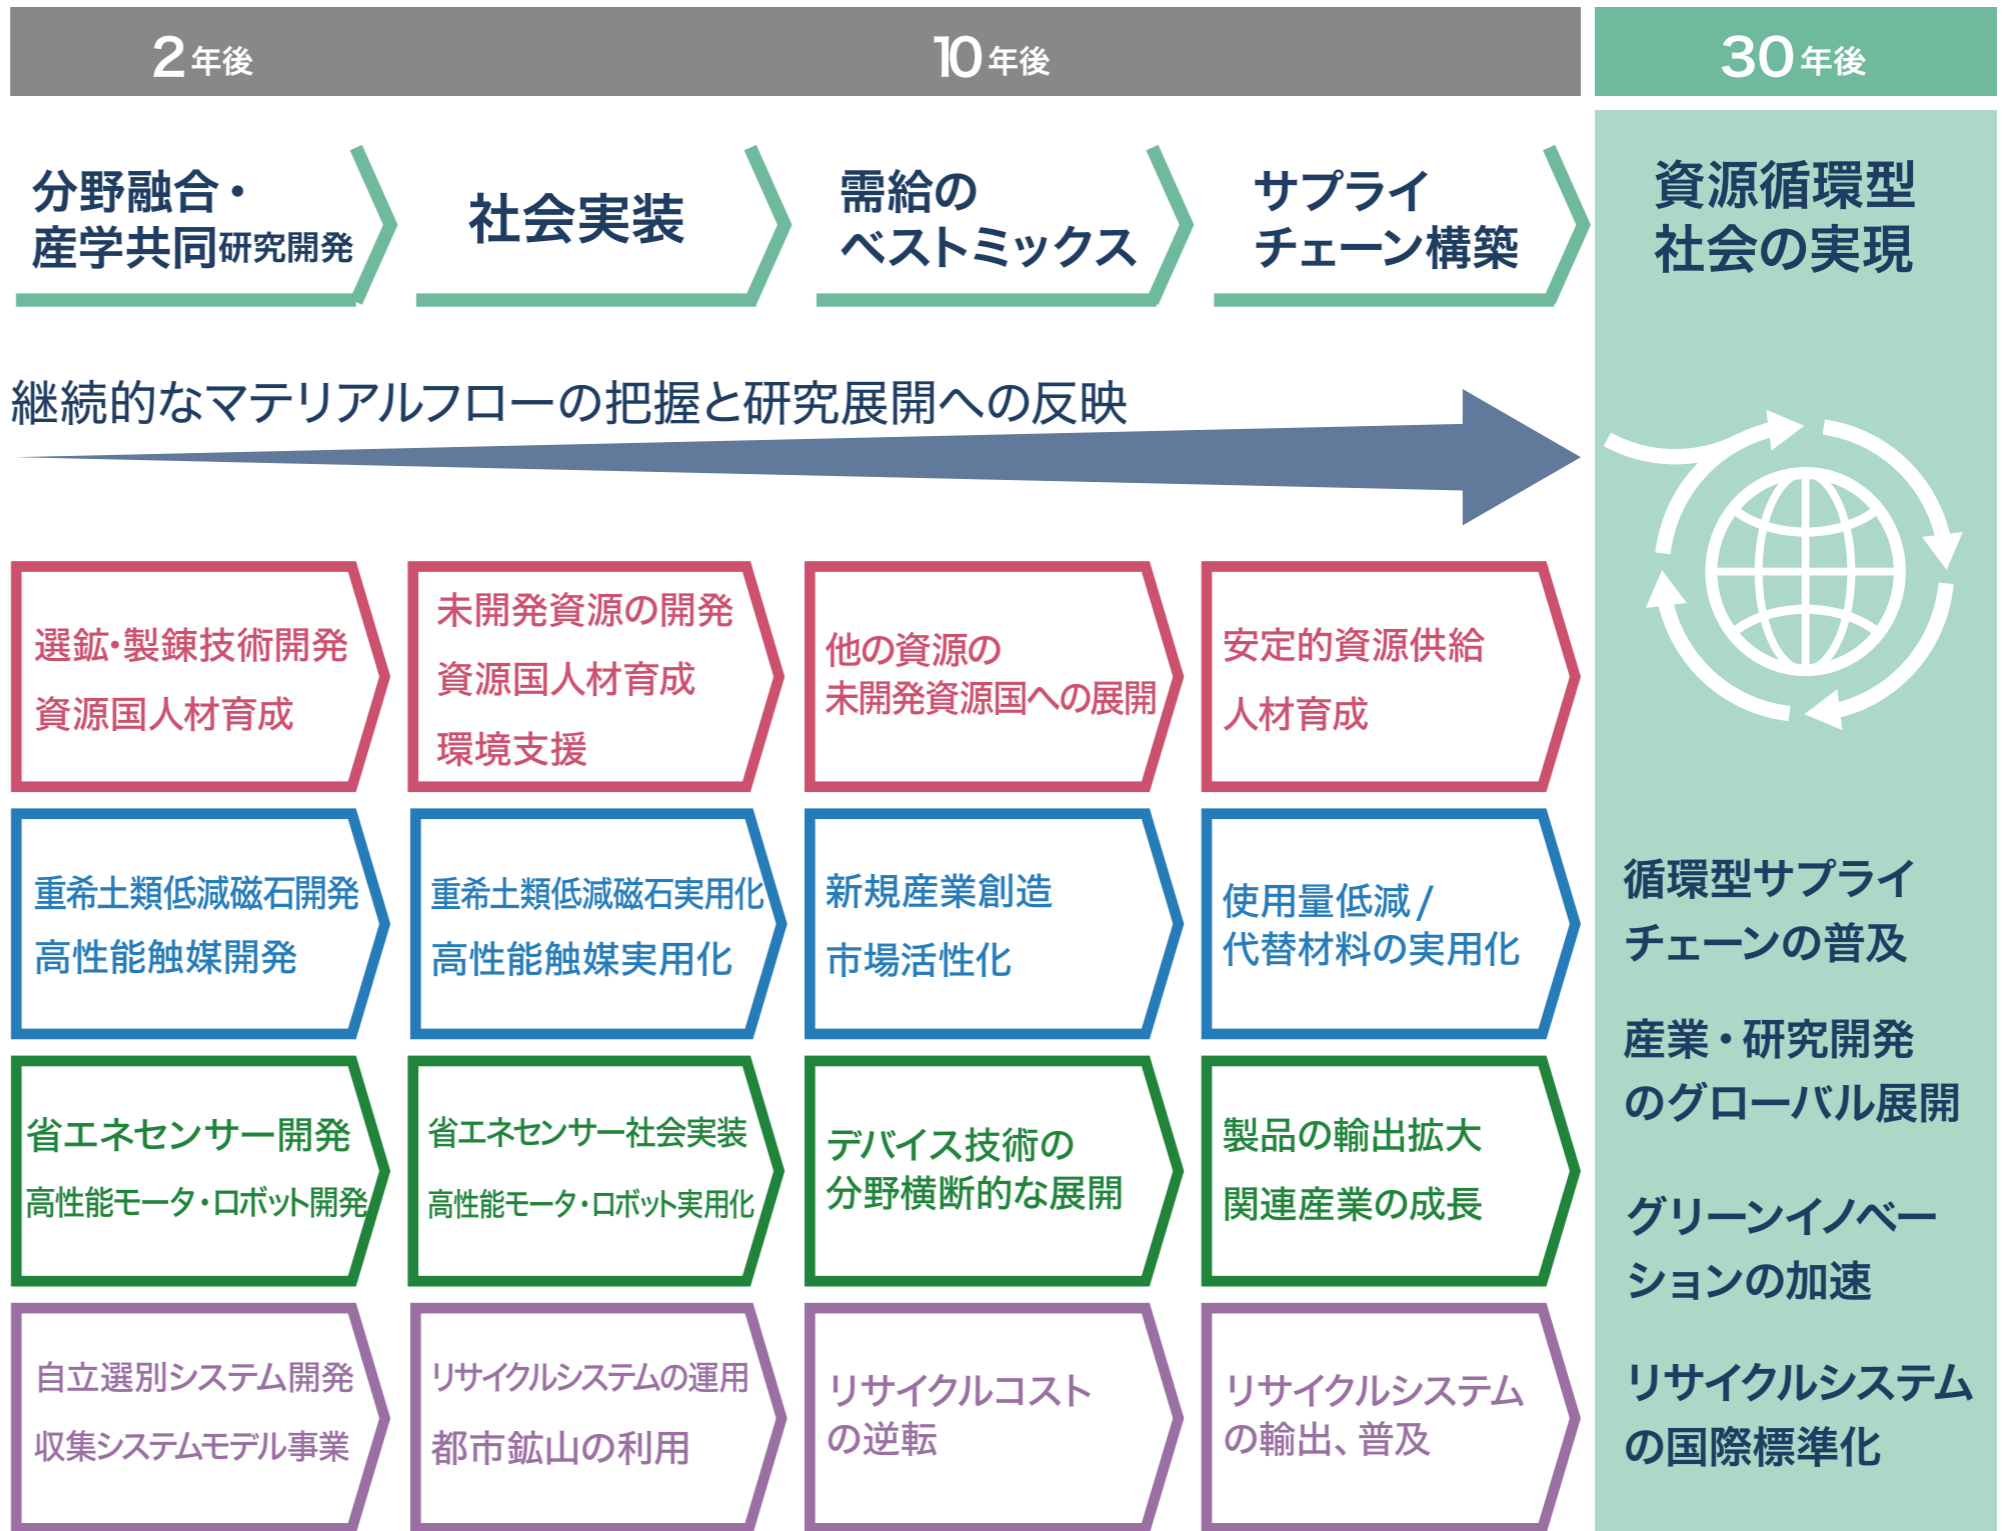 2年後
10年後
30年後
分野融合・
産学共同研究開発
社会実装
需給の
ベストミックス
サプライ
チェーン構築
資源循環型
社会の実現
継続的なマテリアルフローの把握と研究展開への反映
選鉱・製錬技術開発
資源国人材育成
未開発資源の開発
資源国人材育成
環境支援
他の資源の
未開発資源国への展開
安定的資源供給
人材育成
重希土類低減磁石開発
高性能触媒開発
重希土類低減磁石実用化
高性能触媒実用化
新規産業創造
市場活性化
使用量低減/
代替材料の実用化
省エネセンサー開発
高性能モータ・ロボット開発
省エネセンサー社会実装
高性能モータ・ロボット実用化
デバイス技術の
分野横断的な展開
製品の輸出拡大
関連産業の成長
自立選別システム開発
収集システムモデル事業
リサイクルシステムの運用
都市鉱山の利用
リサイクルコスト
の逆転
リサイクルシステム
の輸出、普及
循環型サプライ
チェーンの普及
産業・研究開発
のグローバル展開
グリーンイノベー
ションの加速
リサイクルシステム
の国際標準化